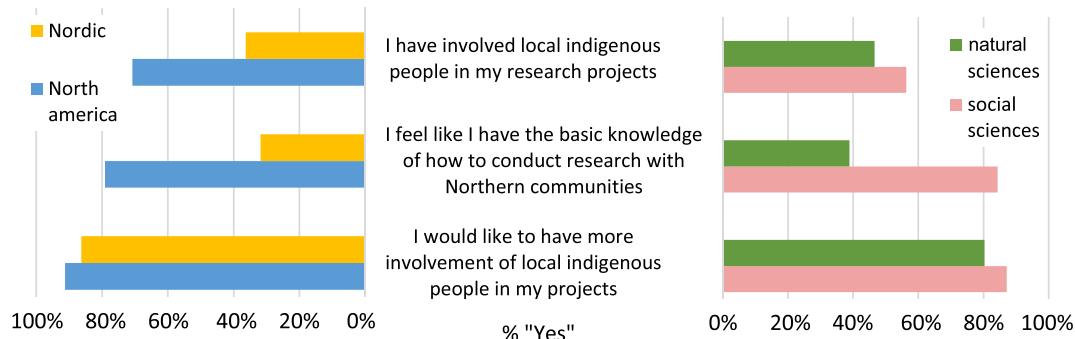 Nordic
North
america
100%
80%
60%
40%
20%
0%
I have involved local indigenous
people in my research projects
I feel like I have the basic knowledge
of how to conduct research with
Northern communities
I would like to have more
involvement of local indigenous
people in my projects
% "Yes"
natural
sciences
social
sciences
0%
20%
40%
60%
80%
100%